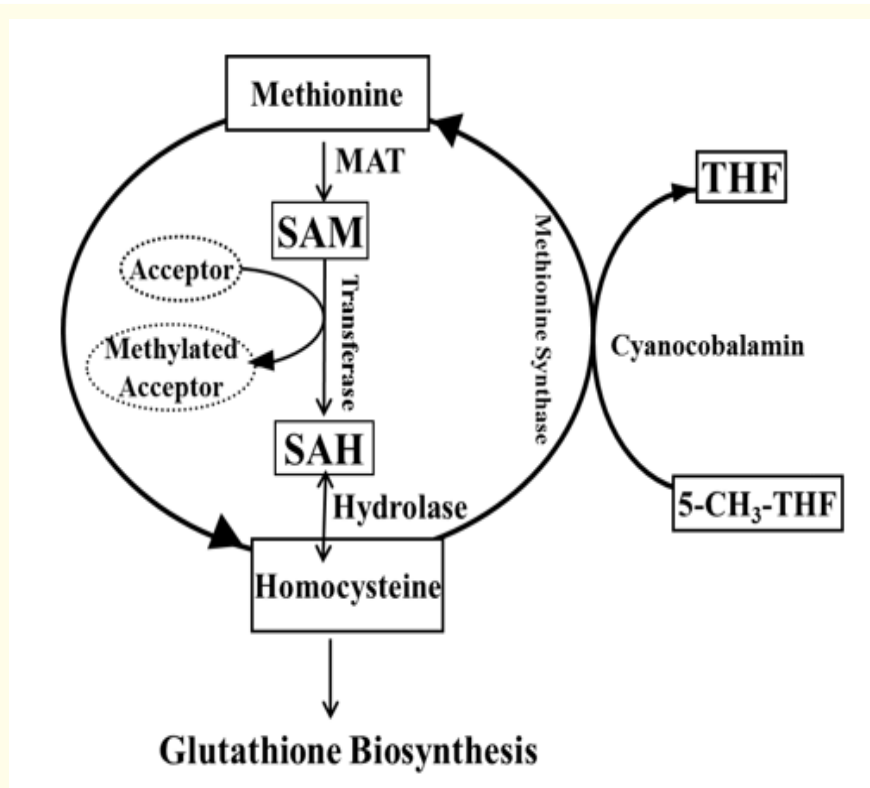 Methionine
MAT
THF
SAM
Acceptor
Transferase
Methionine Synthase
Methylated
Acceptor
Cyanocobalamin
SAH
5-CH₃-THF
Hydrolase
Homocysteine
Glutathione Biosynthesis